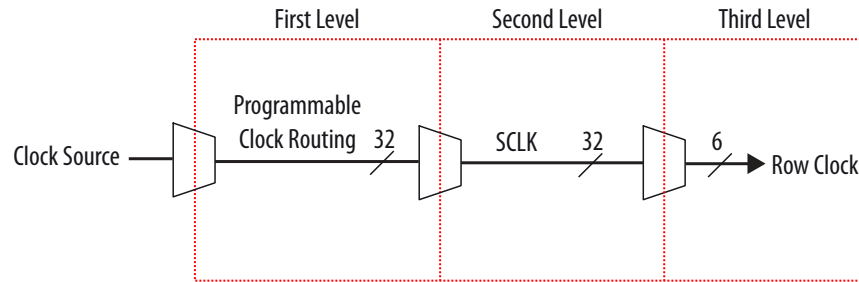 First Level
Second Level
Third Level
Programmable
Clock Routing
32
SCLK
32
6
Clock Source
Row Clock